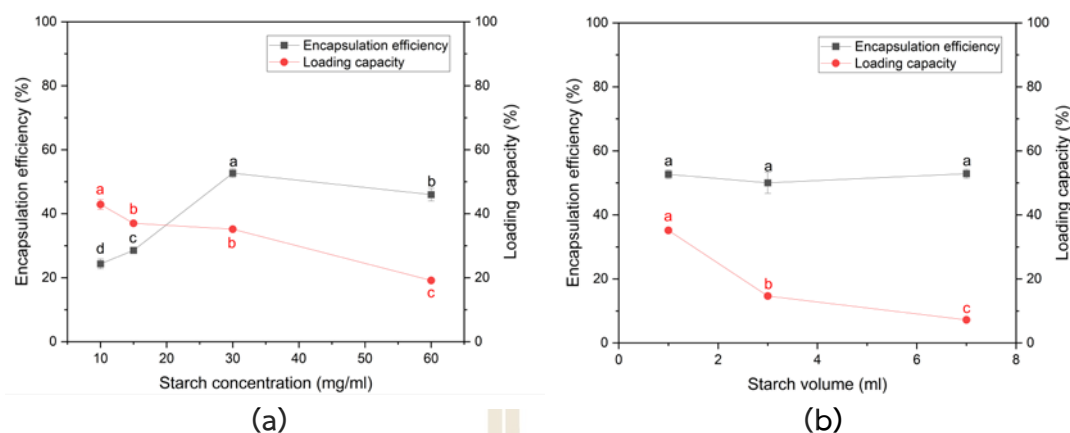 100
80
60
40
20
0
Encapsulation efficiency (%)
Encapsulation efficiency
Loading capacity
a
b
a
b
b
d
c
c
100
80
60
40
20
0
Loading capacity (%)
10 20 30 40 50 60
Starch concentration (mg/ml)
(a)
100
80
60
40
20
0
Encapsulation efficiency (%)
Encapsulation efficiency
Loading capacity
a
a
a
a
b
c
100
80
60
40
20
0
Loading capacity (%)
0 2 4 6 8
Starch volume (ml)
(b)